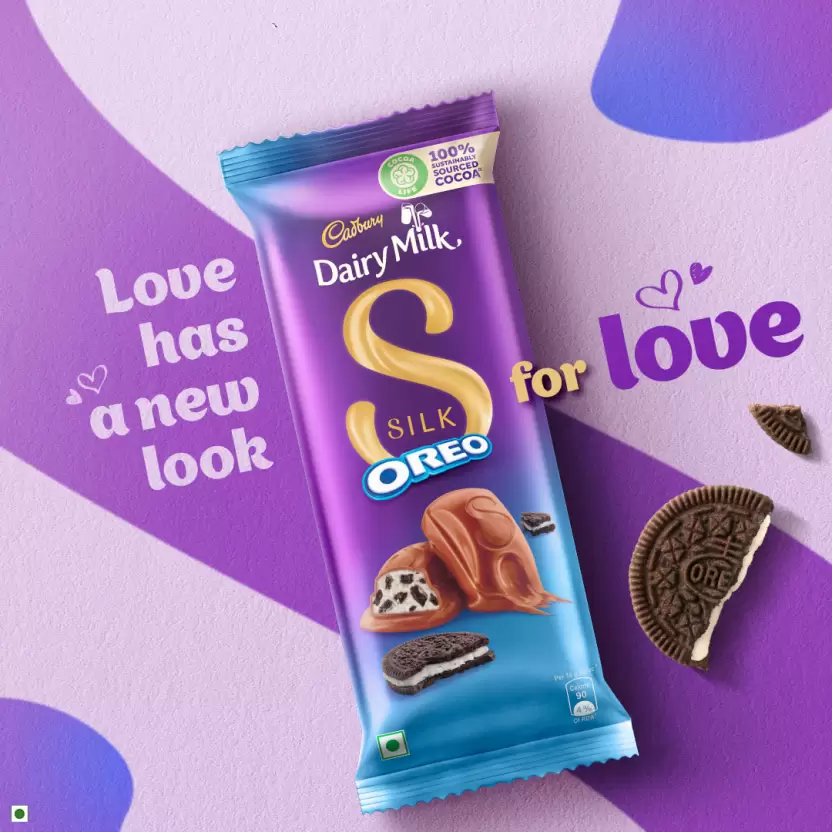 Love
has
a new
look
COCOA
LIFE
100%
SUSTAINABLY
SOURCED
COCOA
Cadbury
Dairy Milk
S
SILK
OREO
for love
ORE
90
4%